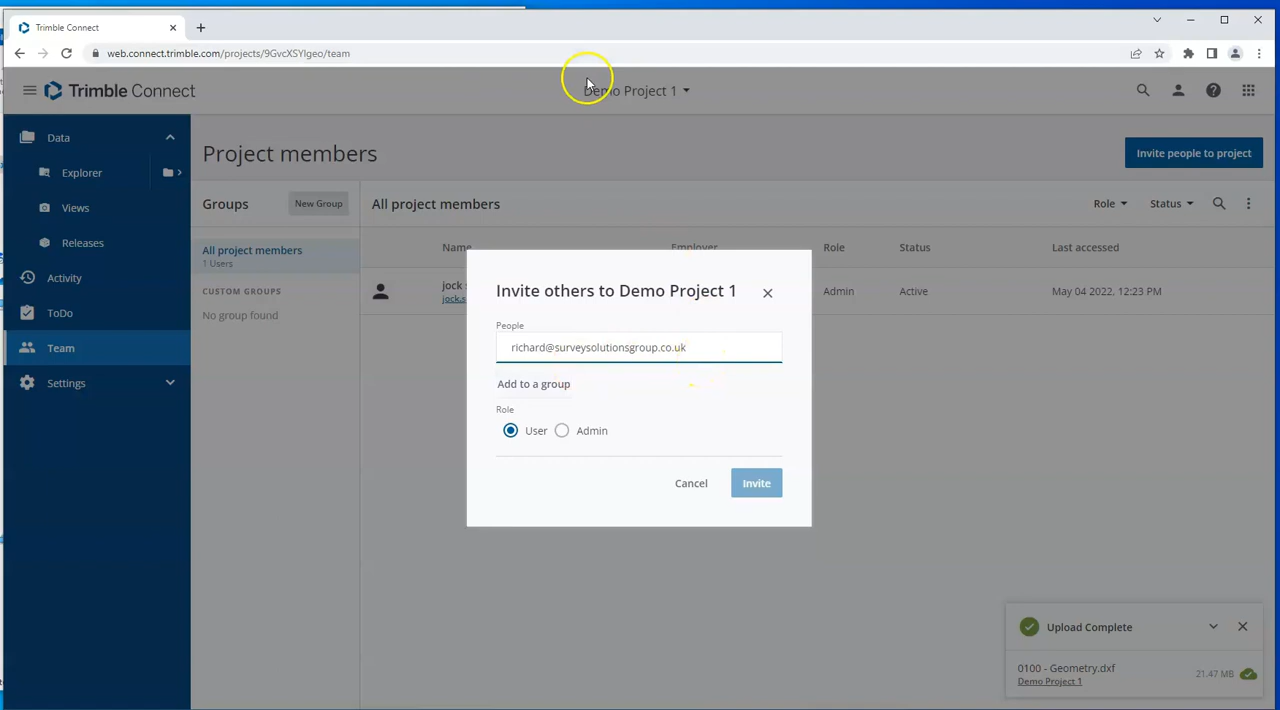 Trimble Connect
web.connect.trimble.com/projects/9GvcXSYIgeo/team
Trimble Connect
Demo Project 1
Data
Explorer
Views
Releases
Activity
ToDo
Team
Settings
Project members
Invite people to project
Groups
New Group
All project members
1 Users
CUSTOM GROUPS
No group found
All project members
Role
Status
Name
Employer
Role
Status
Last accessed
jock s
jock.s
Admin
Active
May 04 2022, 12:23 PM
Invite others to Demo Project 1
People
richard@surveysolutionsgroup.co.uk
Add to a group
Role
User
Admin
Cancel
Invite
Upload Complete
0100 - Geometry.dxf
Demo Project 1
21.47 MB